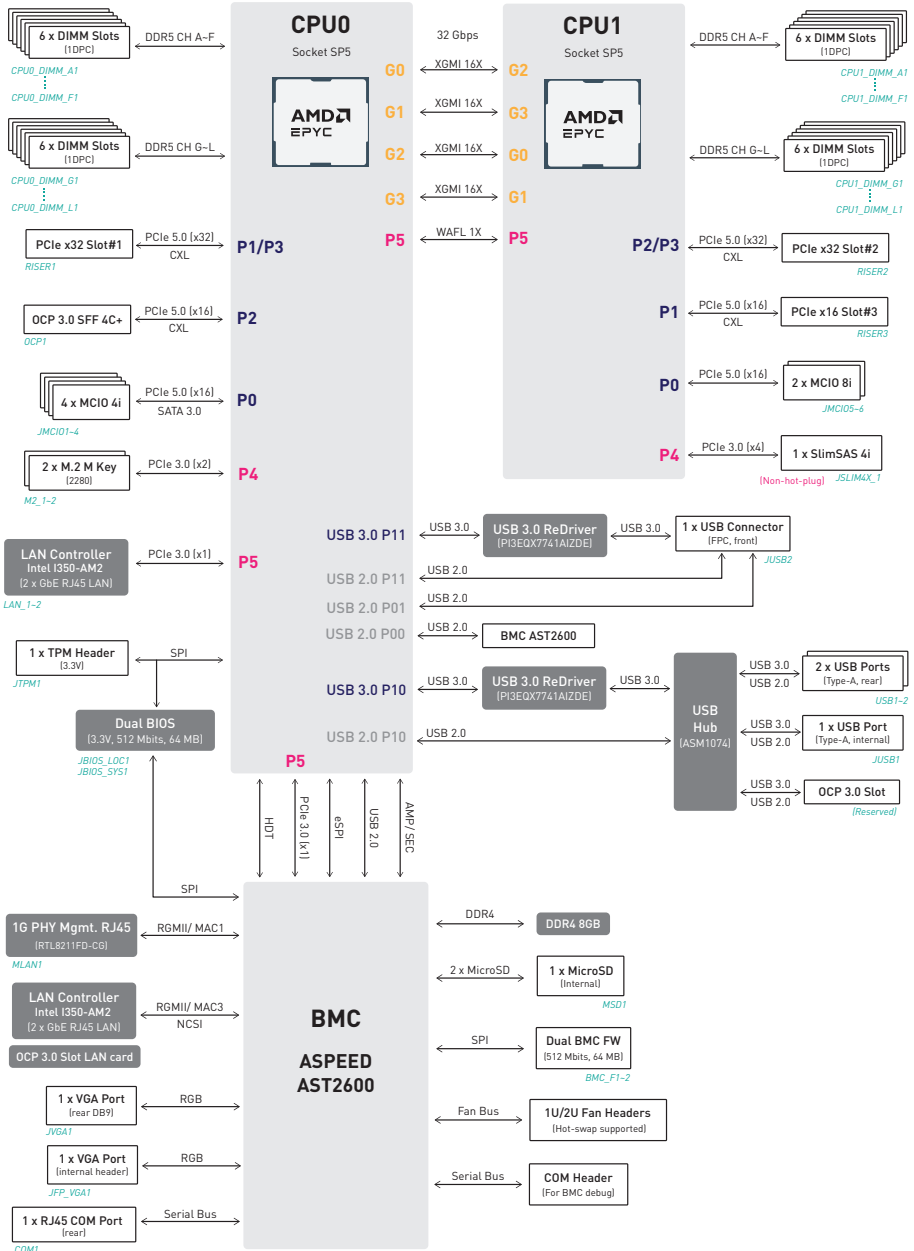 CPU0
Socket SP5
AMD
EPYC
CPU1
Socket SP5
AMD
EPYC
32 Gbps
6 x DIMM Slots
(1DPC)
DDR5 CH A~F
CPU0_DIMM_A1
CPU0_DIMM_F1
6 x DIMM Slots
(1DPC)
DDR5 CH G~L
CPU0_DIMM_G1
CPU0_DIMM_L1
G0
XGMI 16X
G2
G1
XGMI 16X
G3
G2
XGMI 16X
G0
G3
XGMI 16X
G1
P5
WAFL 1X
P5
DDR5 CH A~F
6 x DIMM Slots
(1DPC)
CPU1_DIMM_A1
CPU1_DIMM_F1
DDR5 CH G~L
6 x DIMM Slots
(1DPC)
CPU1_DIMM_G1
CPU1_DIMM_L1
PCIe x32 Slot#1
RISER1
PCIe 5.0 (x32)
CXL
P1/P3
OCP 3.0 SFF 4C+
OCP1
PCIe 5.0 (x16)
CXL
P2
4 x MCIO 4i
JMCIO1~4
PCIe 5.0 (x16)
SATA 3.0
P0
2 x M.2 M Key
(2280)
M2_1~2
PCIe 3.0 (x2)
P4
LAN Controller
Intel I350-AM2
(2 x GbE RJ45 LAN)
LAN_1~2
PCIe 3.0 (x1)
P5
1 x TPM Header
(3.3V)
JTPM1
SPI
Dual BIOS
(3.3V, 512 Mbits, 64 MB)
JBIOS_LOC1
JBIOS_SYS1
SPI
P2/P3
PCIe 5.0 (x32)
CXL
PCIe x32 Slot#2
RISER2
P1
PCIe 5.0 (x16)
CXL
PCIe x16 Slot#3
RISER3
P0
PCIe 5.0 (x16)
2 x MCIO 8i
JMCIO5~6
P4
PCIe 3.0 (x4)
1 x SlimSAS 4i
(Non-hot-plug)
JSLIM4X_1
USB 3.0 P11
USB 3.0
USB 3.0 ReDriver
(PI3EQX7741AIZDE)
USB 3.0
1 x USB Connector
(FPC, front)
JUSB2
USB 2.0 P11
USB 2.0
USB 2.0 P01
USB 2.0
USB 2.0 P00
USB 2.0
BMC AST2600
USB 3.0 P10
USB 3.0
USB 3.0 ReDriver
(PI3EQX7741AIZDE)
USB 3.0
USB 2.0 P10
USB 2.0
USB
Hub
(ASM1074)
USB 3.0
USB 2.0
2 x USB Ports
(Type-A, rear)
USB1~2
USB 3.0
USB 2.0
1 x USB Port
(Type-A, internal)
JUSB1
USB 3.0
USB 2.0
OCP 3.0 Slot
(Reserved)
P5
HDT
PCIe 3.0 (x1)
eSPI
USB 2.0
AMP/ SEC
BMC
ASPEED
AST2600
1G PHY Mgmt. RJ45
(RTL8211FD-CG)
MLAN1
RGMII/ MAC1
LAN Controller
Intel I350-AM2
(2 x GbE RJ45 LAN)
RGMII/ MAC3
NCSI
OCP 3.0 Slot LAN card
1 x VGA Port
(rear DB9)
JVGA1
RGB
1 x VGA Port
(internal header)
JFP_VGA1
RGB
1 x RJ45 COM Port
(rear)
COM1
Serial Bus
DDR4
DDR4 8GB
2 x MicroSD
1 x MicroSD
(Internal)
MSD1
SPI
Dual BMC FW
(512 Mbits, 64 MB)
BMC_F1~2
Fan Bus
1U/2U Fan Headers
(Hot-swap supported)
Serial Bus
COM Header
(For BMC debug)